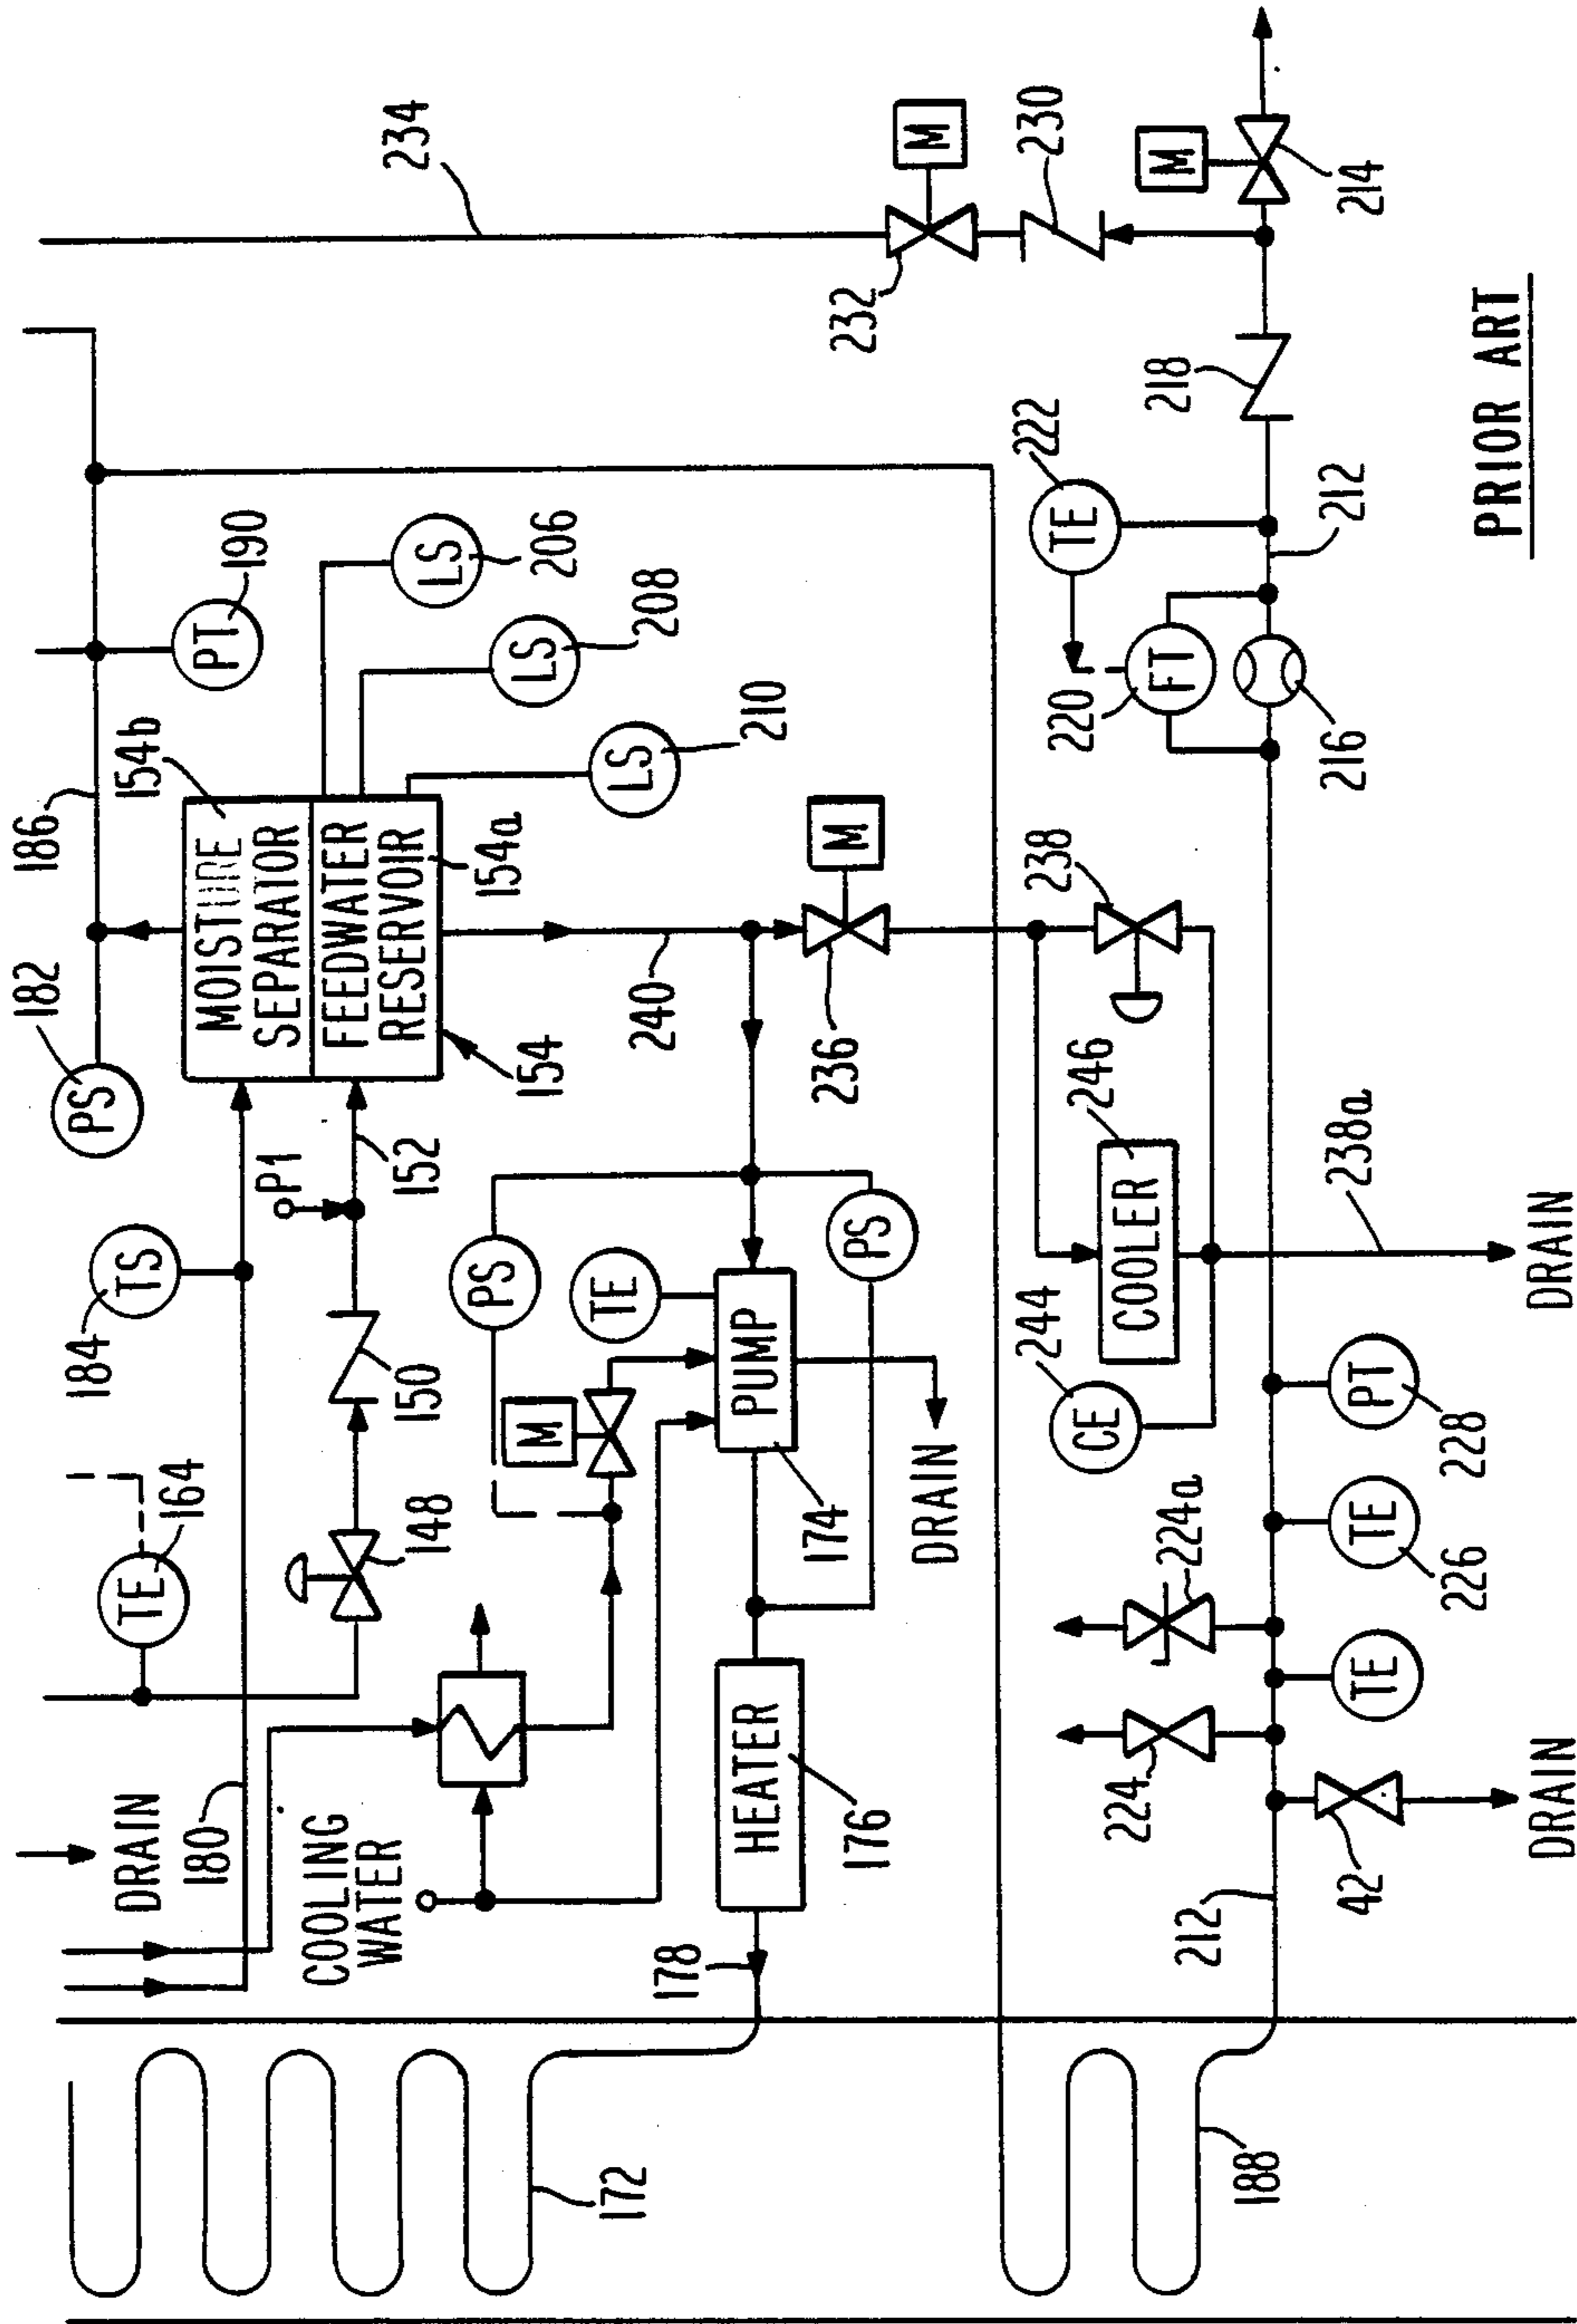 DRAIN
180
TE
164
184
TS
182
PS
186
154b
PT
190
234
MOISTURE
SEPARATOR
FEEDWATER
RESERVOIR
154a
154
LS
206
LS
208
LS
210
P1
152
150
148
COOLING
WATER
PS
TE
M
PUMP
174
PS
DRAIN
HEATER
176
178
172
240
M
236
232
M
230
M
214
238
246
COOLER
244
CE
238a
DRAIN
222
TE
220
FT
216
218
212
224
224a
TE
TE
226
PT
228
42
DRAIN
212
188
PRIOR ART